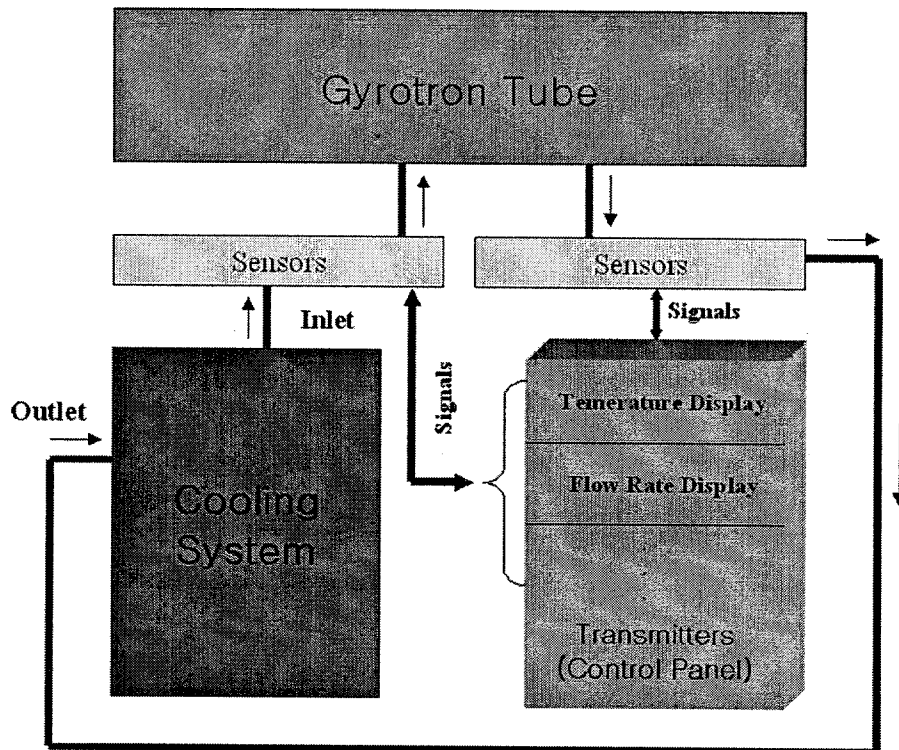 Gyrotron Tube
Sensors
Sensors
Inlet
Signals
Signals
Outlet
Temerature Display
Flow Rate Display
Cooling
System
Transmitters
(Control Panel)